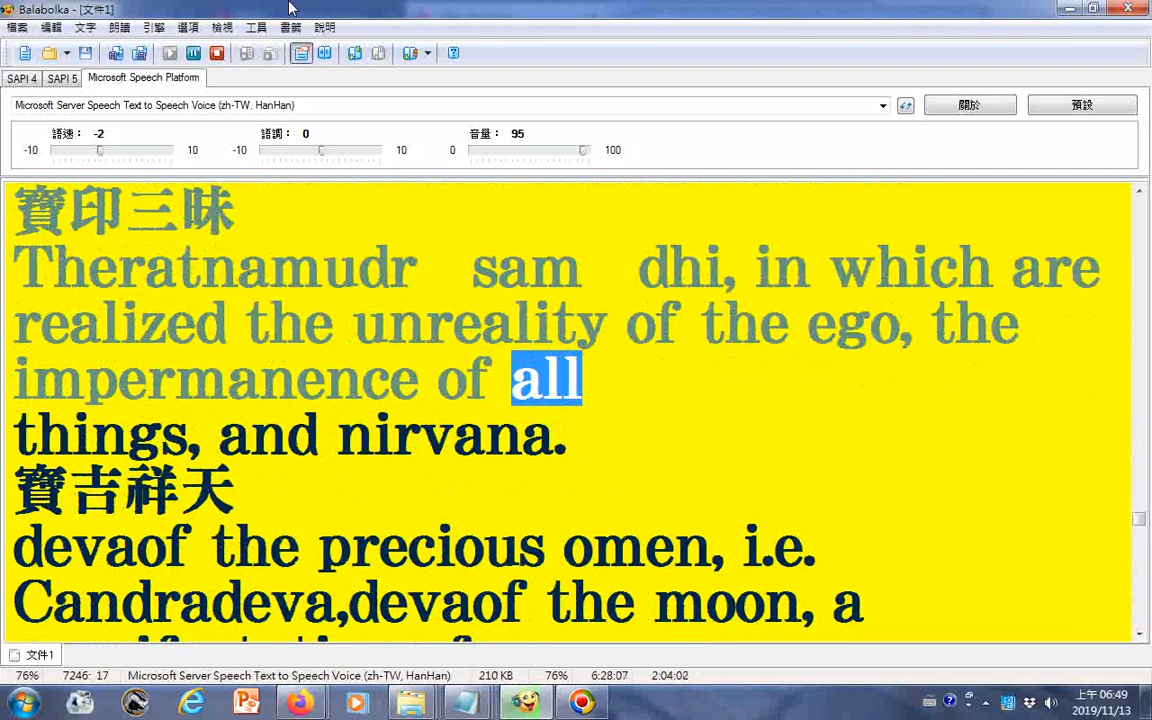 Balabolka - [文件1]
檔案 編輯 文字 朗讀 引擎 選項 檢視 工具 書籤 說明
SAPI 4 SAPI 5 Microsoft Speech Platform
Microsoft Server Speech Text to Speech Voice (zh-TW, HanHan) 關於 預設
語速: -2 語調: 0 音量: 95
-10 10 -10 10 0 100
寶印三昧
Theratnamudr sam dhi, in which are
realized the unreality of the ego, the
impermanence of all
things, and nirvana.
寶吉祥天
devaof the precious omen, i.e.
Candradeva,devaof the moon, a
文件1
76% 7246: 17 Microsoft Server Speech Text to Speech Voice (zh-TW, HanHan) 210 KB 76% 6:28:07 2:04:02
上午 06:49
2019/11/13